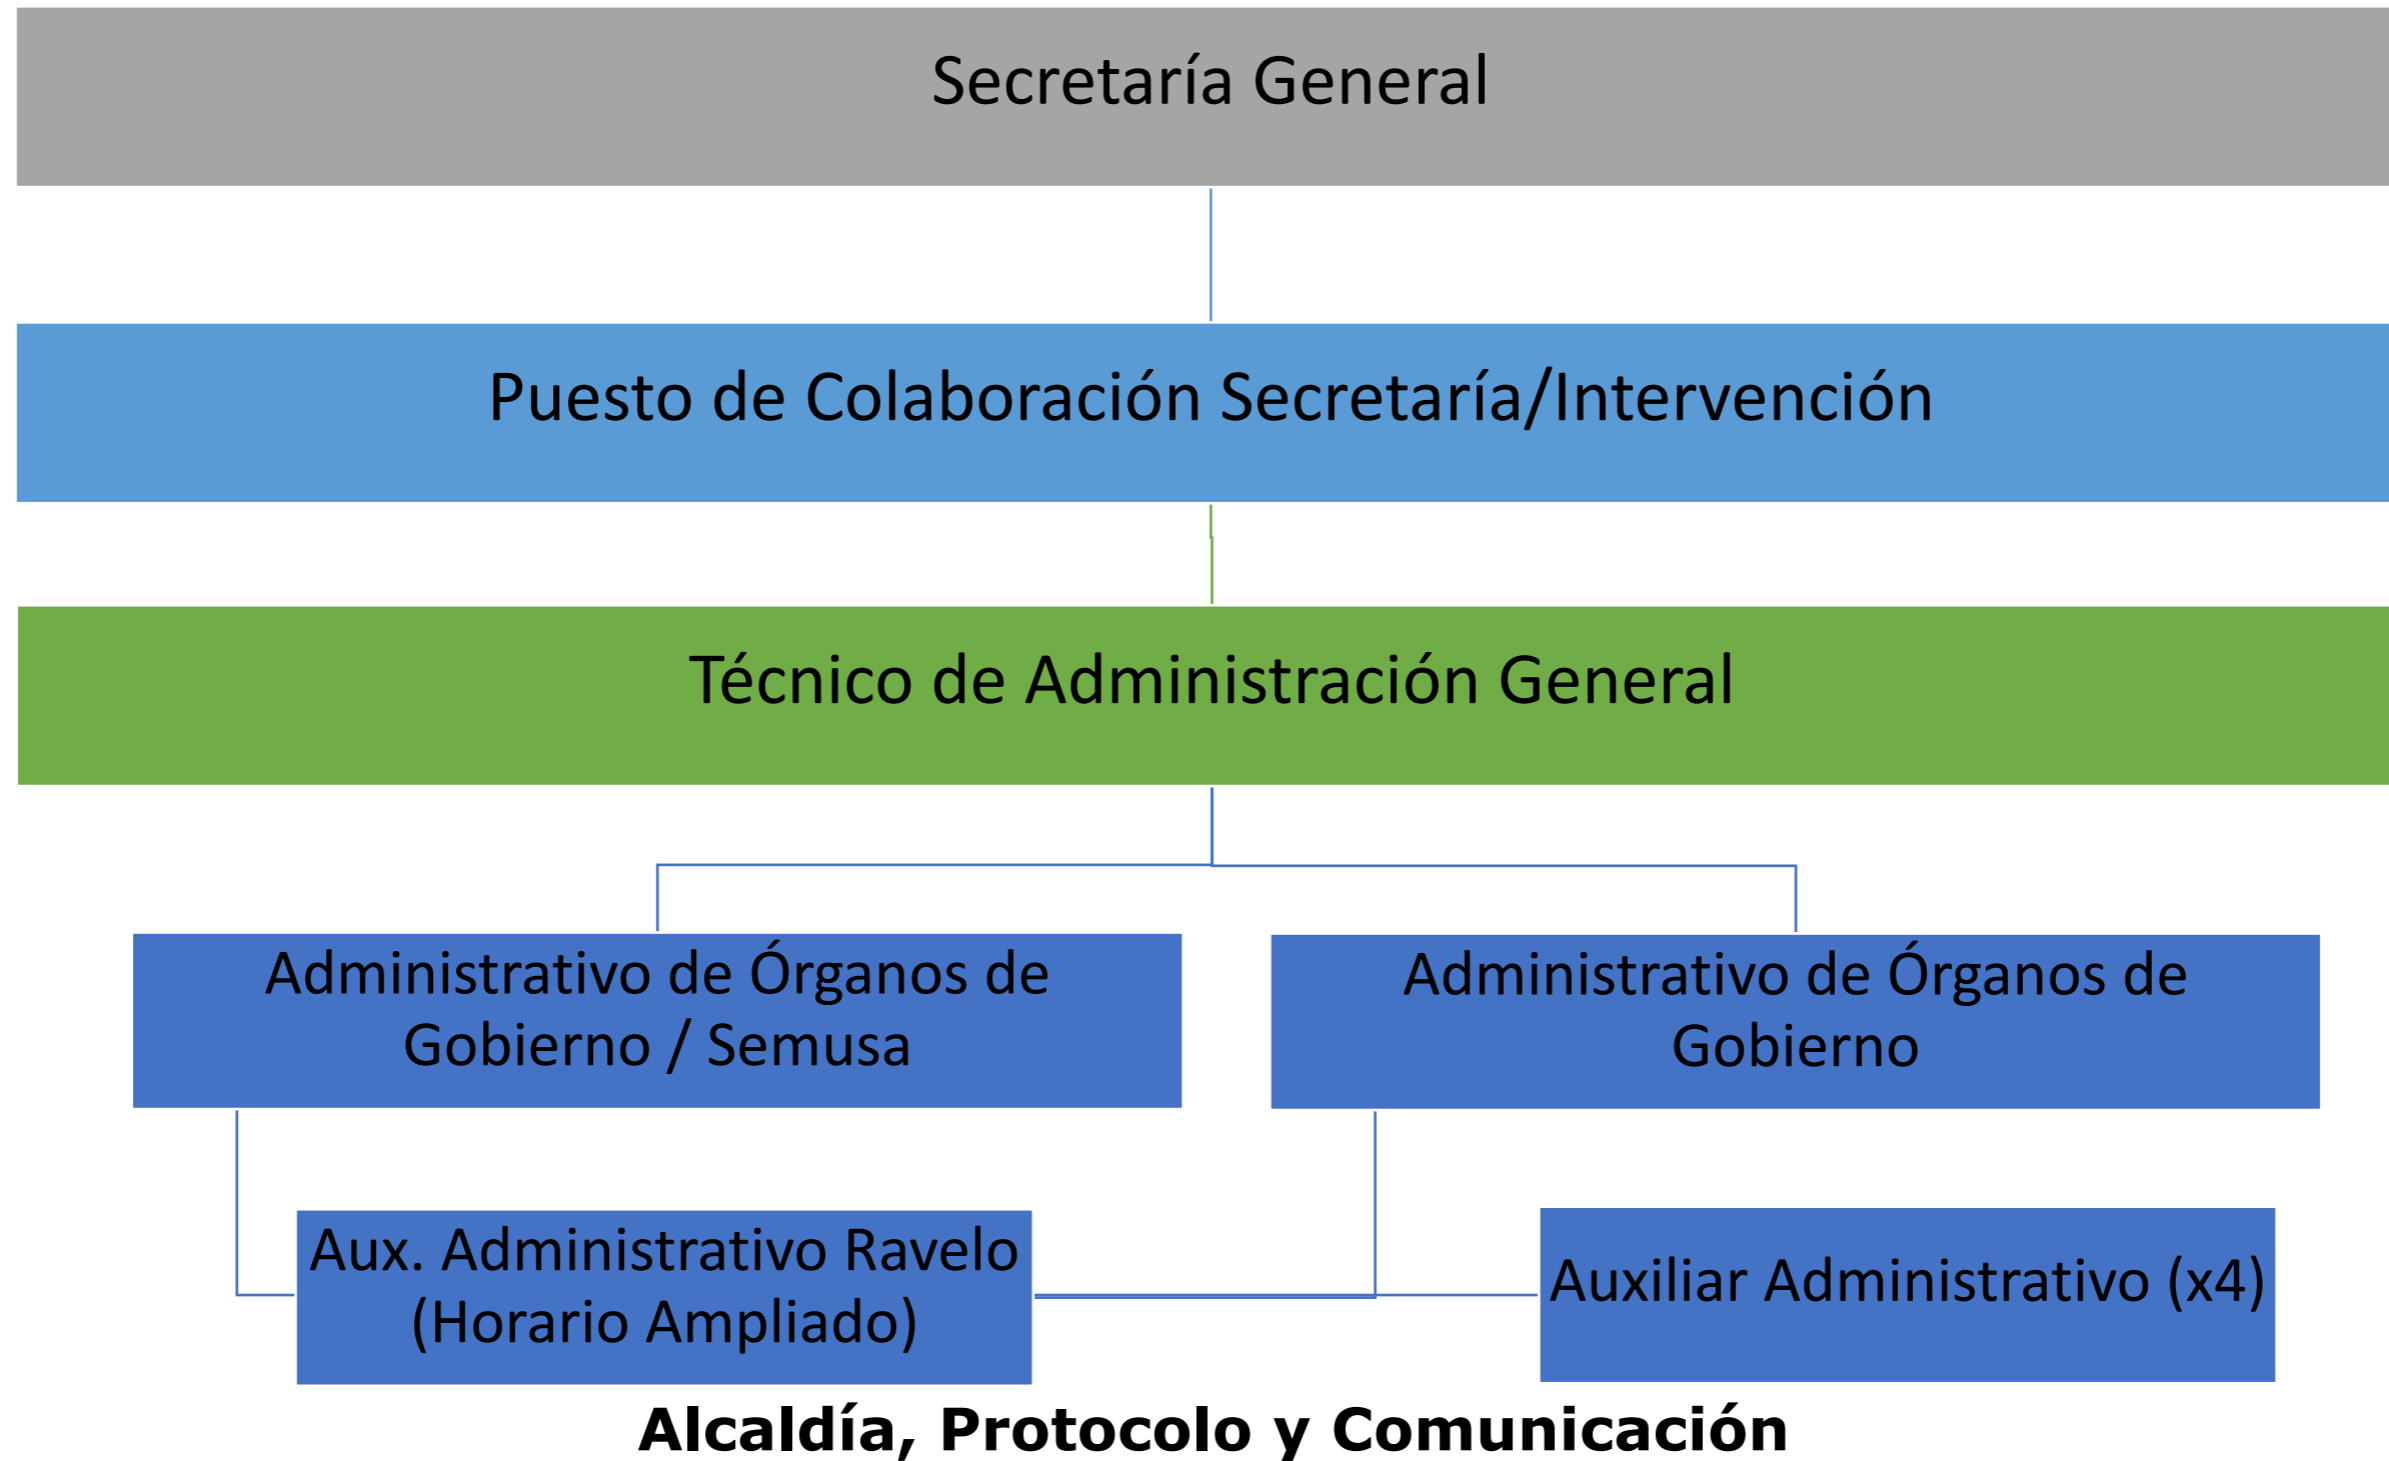 Secretaría General
Puesto de Colaboración Secretaría/Intervención
Técnico de Administración General
Administrativo de Órganos de
Gobierno / Semusa
Administrativo de Órganos de
Gobierno
Aux. Administrativo Ravelo
(Horario Ampliado)
Auxiliar Administrativo (x4)
Alcaldía, Protocolo y Comunicación